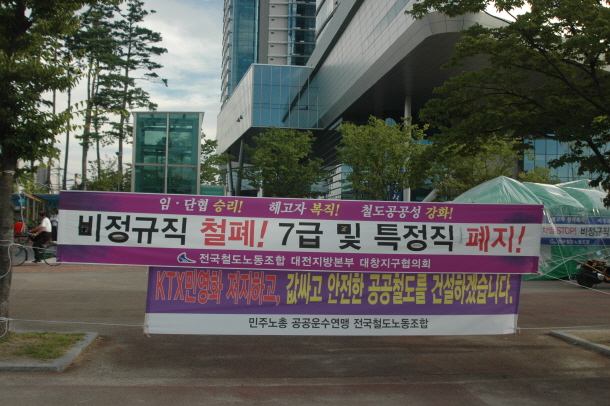 임·단협 승리! 해고자 복직! 철도공공성 강화!
비정규직 철폐! 7급 및 특정직 폐지!
전국철도노동조합 대전지방본부 대창지구협의회
KTX민영화 저지하고, 값싸고 안전한 공공철도를 건설하겠습니다.
민주노총 공공운수연맹 전국철도노동조합
STOP! 비정규직